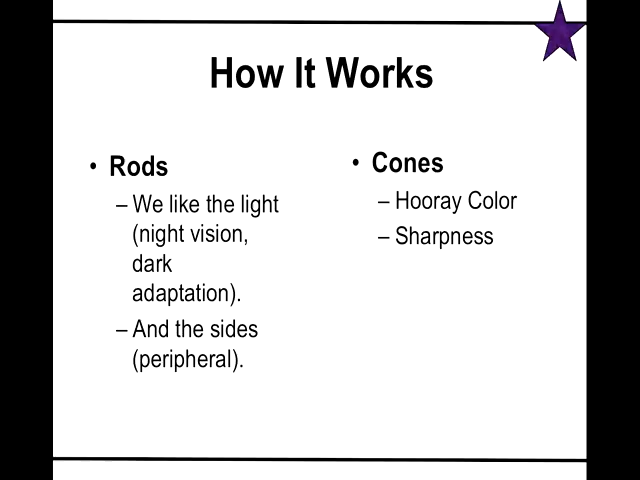 How It Works
• Rods
– We like the light
(night vision,
dark
adaptation).
– And the sides
(peripheral).
• Cones
– Hooray Color
– Sharpness